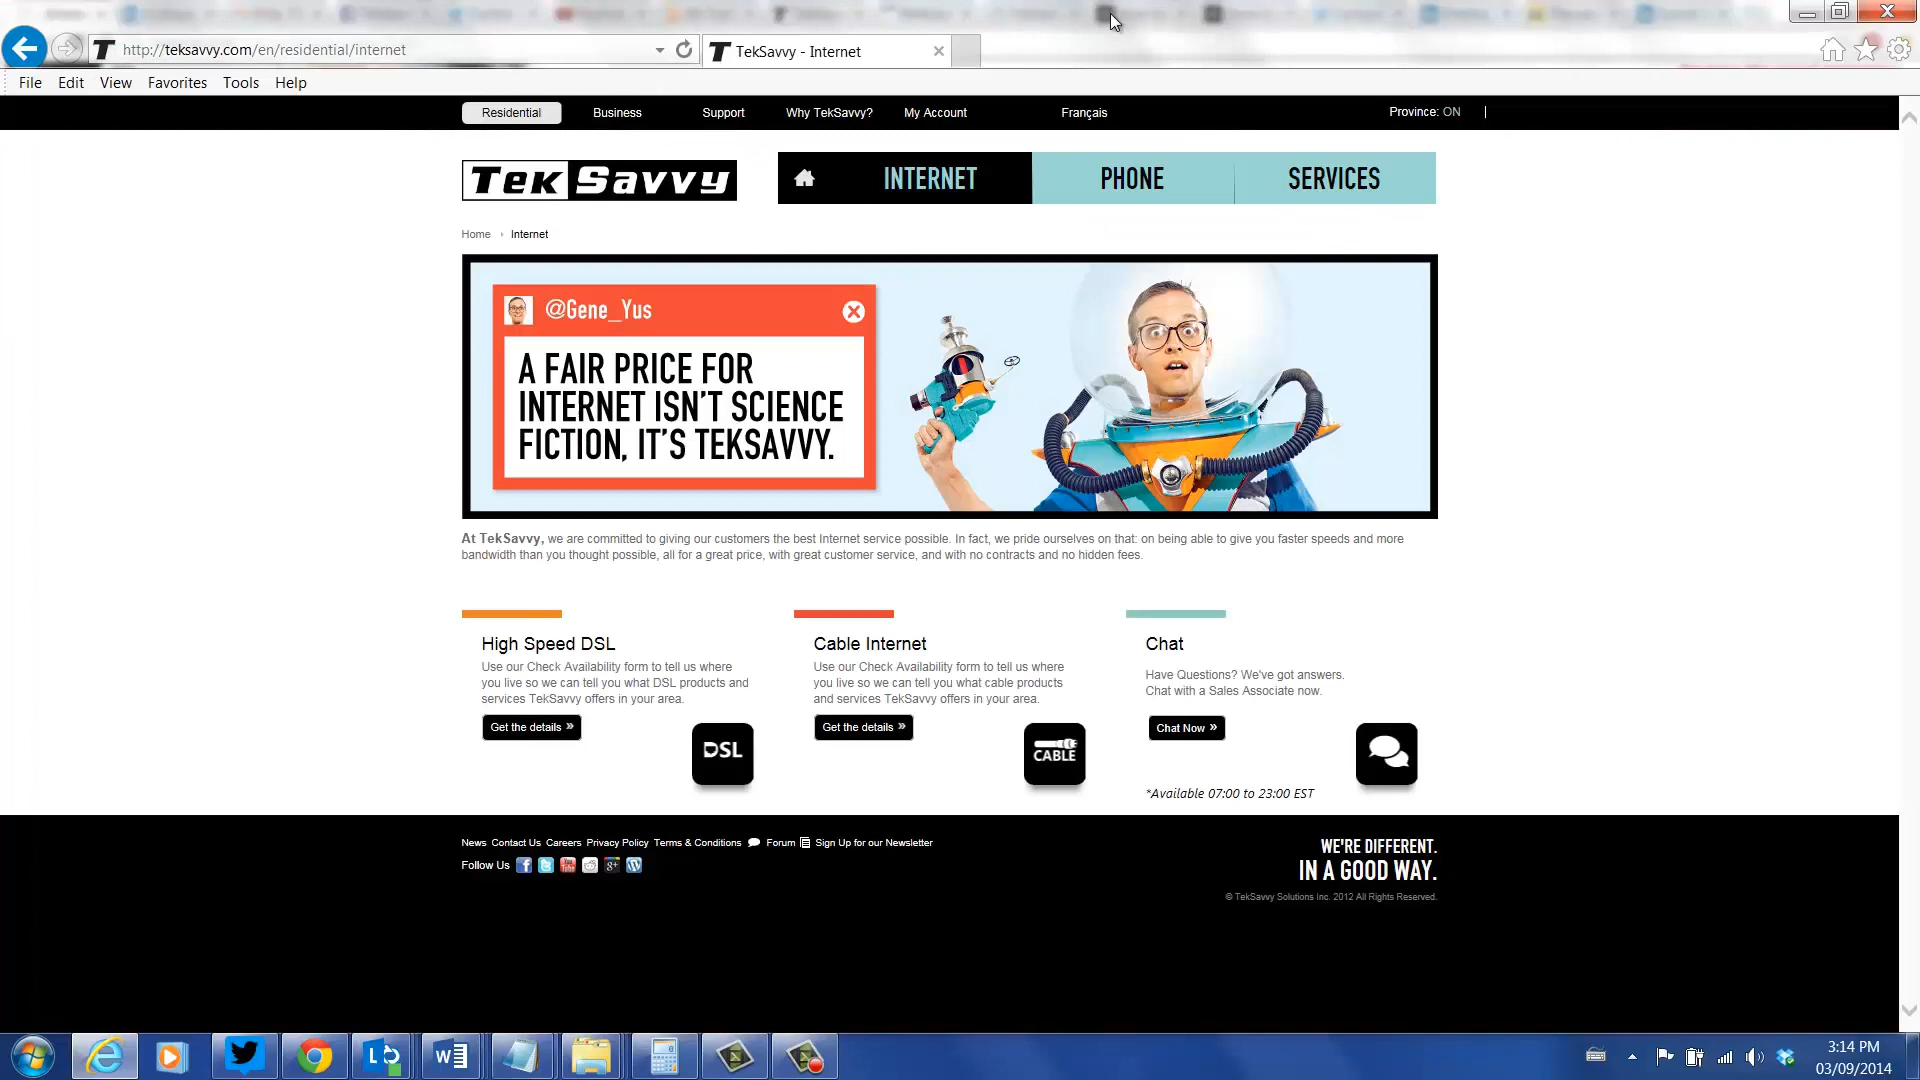 http://teksavvy.com/en/residential/internet
TekSavvy - Internet
File Edit View Favorites Tools Help
Residential Business Support Why TekSavvy? My Account Français Province: ON |
TekSavvy
INTERNET PHONE SERVICES
Home Internet
@Gene_Yus
A FAIR PRICE FOR
INTERNET ISN'T SCIENCE
FICTION, IT'S TEKSAVVY.
At TekSavvy, we are committed to giving our customers the best Internet service possible. In fact, we pride ourselves on that: on being able to give you faster speeds and more
bandwidth than you thought possible, all for a great price, with great customer service, and with no contracts and no hidden fees.
High Speed DSL
Use our Check Availability form to tell us where
you live so we can tell you what DSL products and
services TekSavvy offers in your area.
Get the details »
DSL
Cable Internet
Use our Check Availability form to tell us where
you live so we can tell you what cable products
and services TekSavvy offers in your area.
Get the details »
CABLE
Chat
Have Questions? We've got answers.
Chat with a Sales Associate now.
Chat Now »
*Available 07:00 to 23:00 EST
News Contact Us Careers Privacy Policy Terms & Conditions Forum Sign Up for our Newsletter
Follow Us
WE'RE DIFFERENT.
IN A GOOD WAY.
© TekSavvy Solutions Inc. 2012 All Rights Reserved.
3:14 PM
03/09/2014